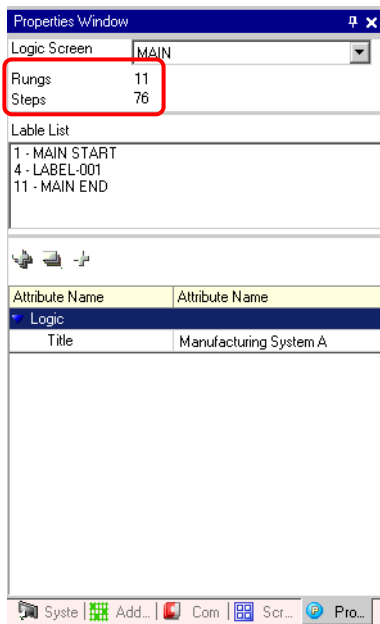 Properties Window
Logic Screen MAIN
Rungs 11
Steps 76
Lable List
1 - MAIN START
4 - LABEL-001
11 - MAIN END
Attribute Name Attribute Name
Logic
Title Manufacturing System A
Syste Add... Com Scr... Pro...